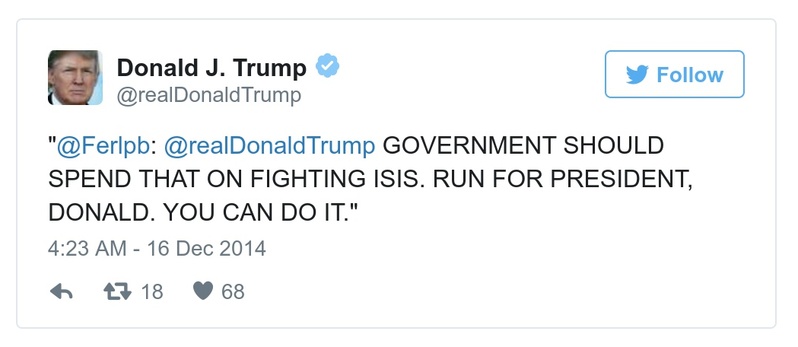 Donald J. Trump
@realDonaldTrump
Follow
"@Ferlpb: @realDonaldTrump GOVERNMENT SHOULD
SPEND THAT ON FIGHTING ISIS. RUN FOR PRESIDENT,
DONALD. YOU CAN DO IT."
4:23 AM - 16 Dec 2014
18 68